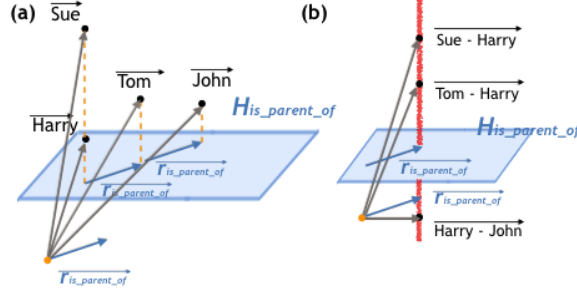 (a)
Sue
Tom
John
Harry
H is_parent_of
r is_parent_of
r is_parent_of
r is_parent_of
(b)
Sue - Harry
Tom - Harry
H is_parent_of
r is_parent_of
r is_parent_of
Harry - John